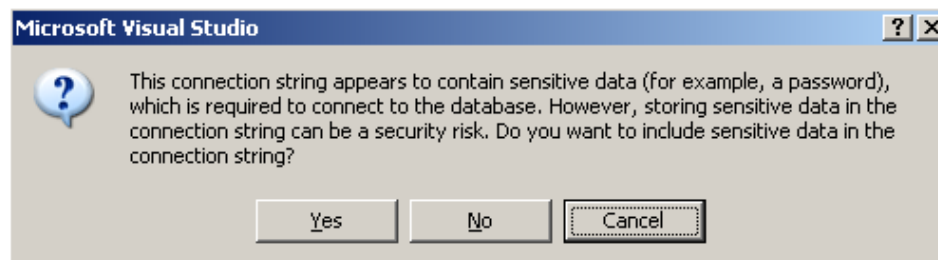 Microsoft Visual Studio
This connection string appears to contain sensitive data (for example, a password),
which is required to connect to the database. However, storing sensitive data in the
connection string can be a security risk. Do you want to include sensitive data in the
connection string?
Yes No Cancel